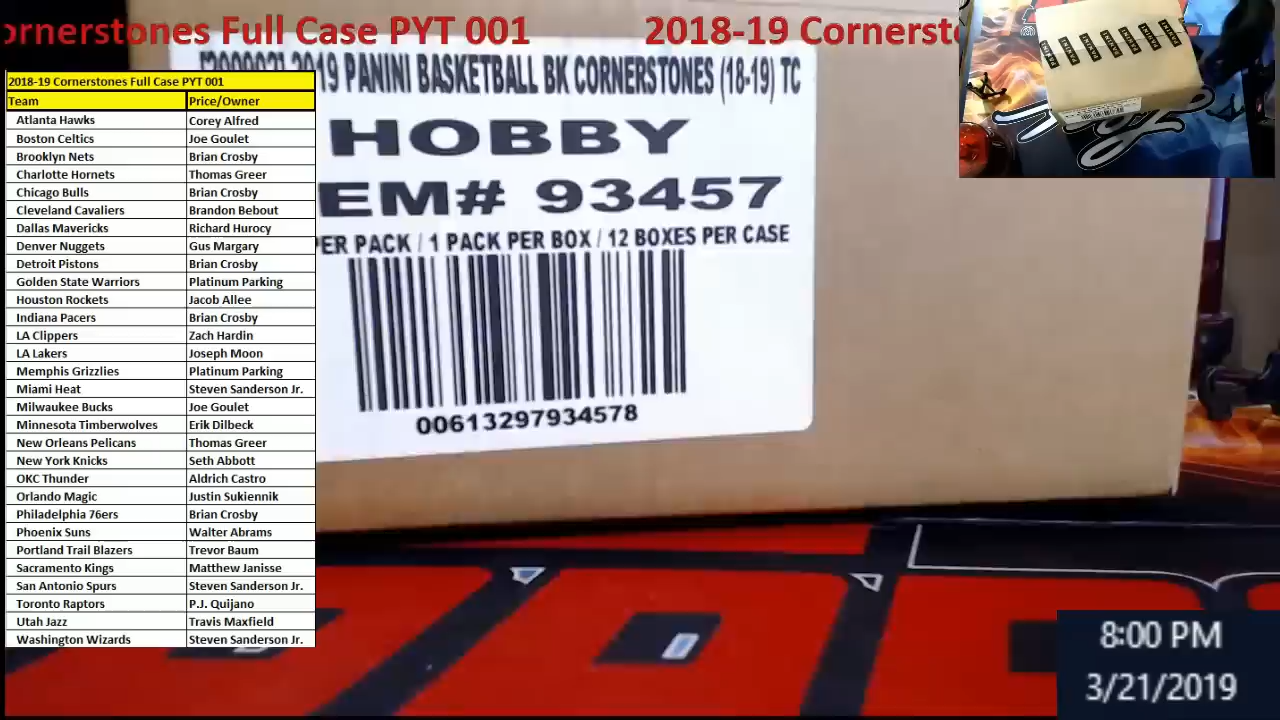 ornerstones Full Case PYT 001 2018-19 Cornerst
2018-19 Cornerstones Full Case PYT 001
Team Price/Owner
Atlanta Hawks Corey Alfred
Boston Celtics Joe Goulet
Brooklyn Nets Brian Crosby
Charlotte Hornets Thomas Greer
Chicago Bulls Brian Crosby
Cleveland Cavaliers Brandon Bebout
Dallas Mavericks Richard Hurocy
Denver Nuggets Gus Margary
Detroit Pistons Brian Crosby
Golden State Warriors Platinum Parking
Houston Rockets Jacob Allee
Indiana Pacers Brian Crosby
LA Clippers Zach Hardin
LA Lakers Joseph Moon
Memphis Grizzlies Platinum Parking
Miami Heat Steven Sanderson Jr.
Milwaukee Bucks Joe Goulet
Minnesota Timberwolves Erik Dilbeck
New Orleans Pelicans Thomas Greer
New York Knicks Seth Abbott
OKC Thunder Aldrich Castro
Orlando Magic Justin Sukiennik
Philadelphia 76ers Brian Crosby
Phoenix Suns Walter Abrams
Portland Trail Blazers Trevor Baum
Sacramento Kings Matthew Janisse
San Antonio Spurs Steven Sanderson Jr.
Toronto Raptors P.J. Quijano
Utah Jazz Travis Maxfield
Washington Wizards Steven Sanderson Jr.
19 PANINI BASKETBALL BK CORNERSTONES (18-19) TC
HOBBY
EM# 93457
PER PACK / 1 PACK PER BOX / 12 BOXES PER CASE
00613297934578
8:00 PM
3/21/2019